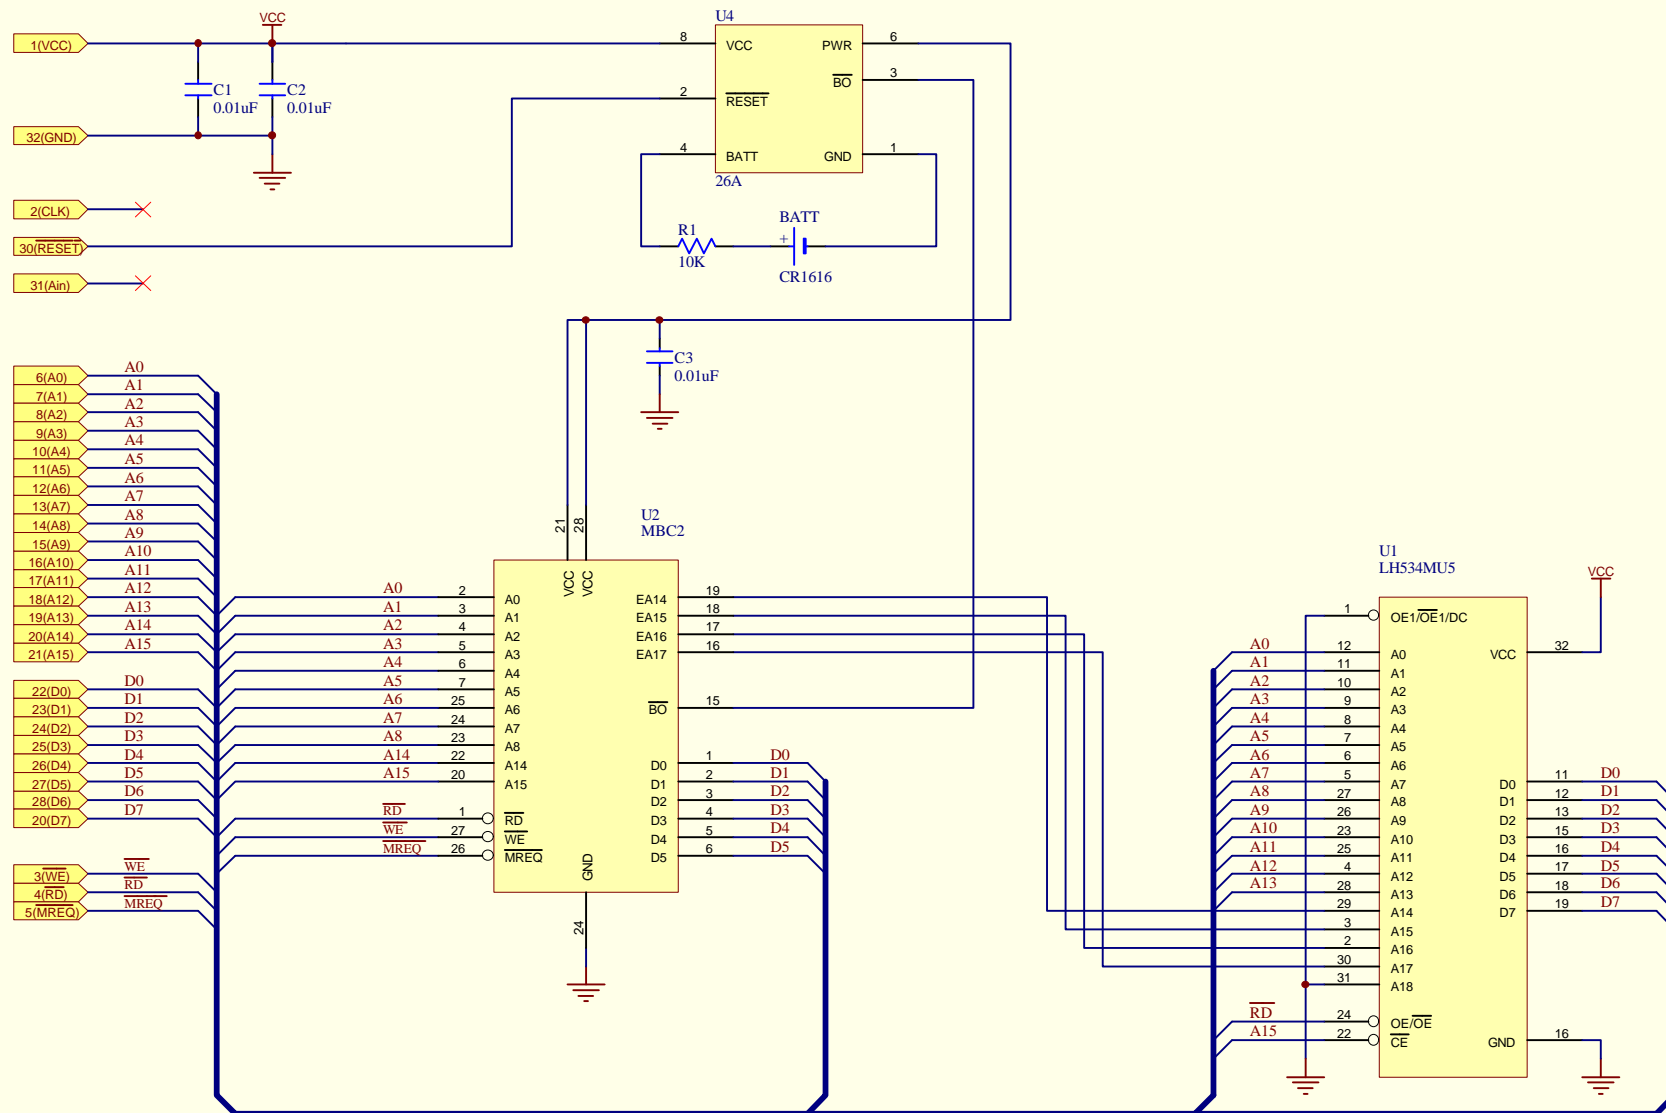 VCC
1(VCC)
C1
0.01uF
C2
0.01uF
32(GND)
2(CLK)
30(RESET)
31(Ain)
U4
8
VCC
PWR
6
BO
3
2
RESET
4
BATT
GND
1
26A
R1
10K
BATT
+
CR1616
C3
0.01uF
6(A0)
A0
7(A1)
A1
8(A2)
A2
9(A3)
A3
10(A4)
A4
11(A5)
A5
12(A6)
A6
13(A7)
A7
14(A8)
A8
15(A9)
A9
16(A10)
A10
17(A11)
A11
18(A12)
A12
19(A13)
A13
20(A14)
A14
21(A15)
A15
22(D0)
D0
23(D1)
D1
24(D2)
D2
25(D3)
D3
26(D4)
D4
27(D5)
D5
28(D6)
D6
20(D7)
D7
3(WE)
WE
4(RD)
RD
5(MREQ)
MREQ
U2
MBC2
21
28
VCC
VCC
A0
2
A0
A1
3
A1
A2
4
A2
A3
5
A3
A4
6
A4
A5
7
A5
A6
25
A6
A7
24
A7
A8
23
A8
A14
22
A14
A15
20
A15
RD
1
RD
WE
27
WE
MREQ
26
MREQ
GND
24
EA14
19
EA15
18
EA16
17
EA17
16
BO
15
D0
1
D0
D1
2
D1
D2
3
D2
D3
4
D3
D4
5
D4
D5
6
D5
U1
LH534MU5
VCC
1
OE1/OE1/DC
A0
12
A0
A1
11
A1
A2
10
A2
A3
9
A3
A4
8
A4
A5
7
A5
A6
6
A6
A7
5
A7
A8
27
A8
A9
26
A9
A10
23
A10
A11
25
A11
A12
4
A12
A13
28
A13
29
A14
3
A15
2
A16
30
A17
31
A18
RD
24
OE/OE
A15
22
CE
VCC
32
D0
11
D0
D1
12
D1
D2
13
D2
D3
15
D3
D4
16
D4
D5
17
D5
D6
18
D6
D7
19
D7
GND
16